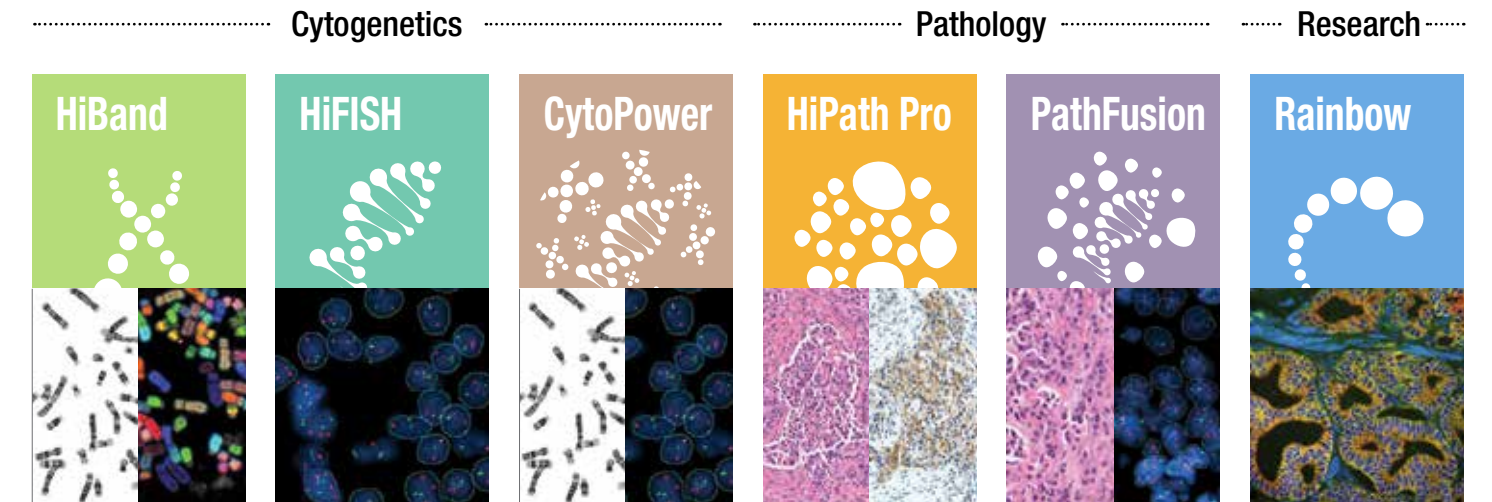 Cytogenetics
Pathology
Research
HiBand
HiFISH
CytoPower
HiPath Pro
PathFusion
Rainbow